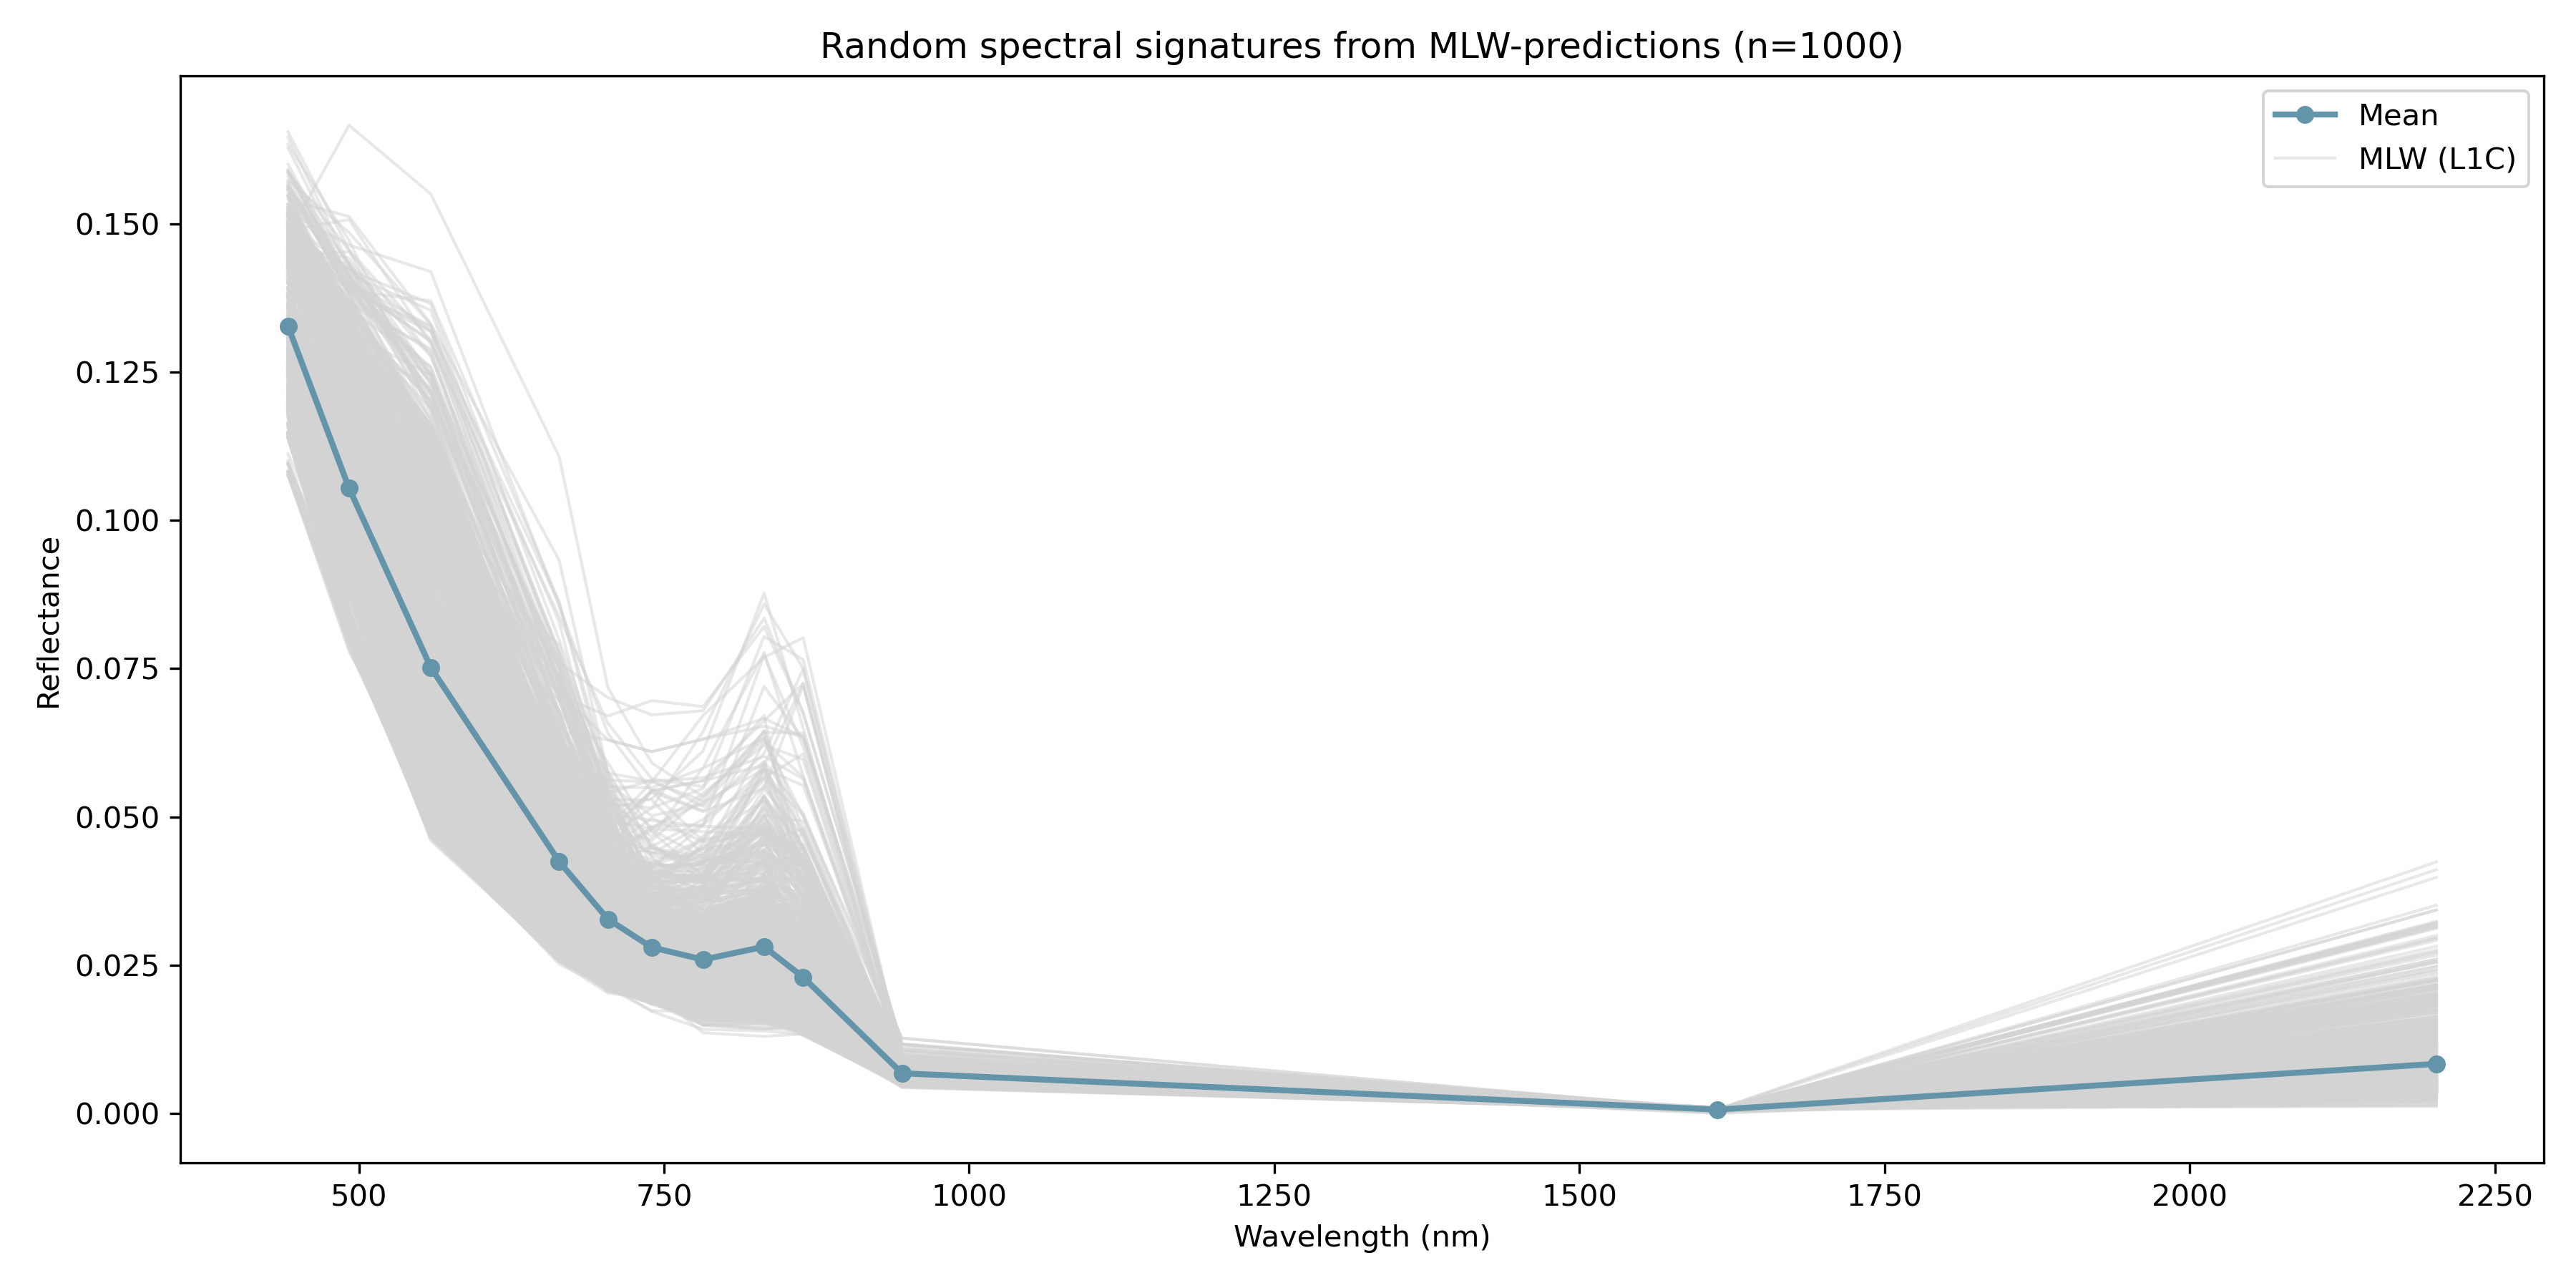 Random spectral signatures from MLW-predictions (n=1000)
Mean
MLW (L1C)
Reflectance
0.150
0.125
0.100
0.075
0.050
0.025
0.000
500 750 1000 1250 1500 1750 2000 2250
Wavelength (nm)